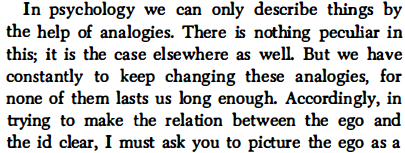 In psychology we can only describe things by
the help of analogies. There is nothing peculiar in
this; it is the case elsewhere as well. But we have
constantly to keep changing these analogies, for
none of them lasts us long enough. Accordingly, in
trying to make the relation between the ego and
the id clear, I must ask you to picture the ego as a